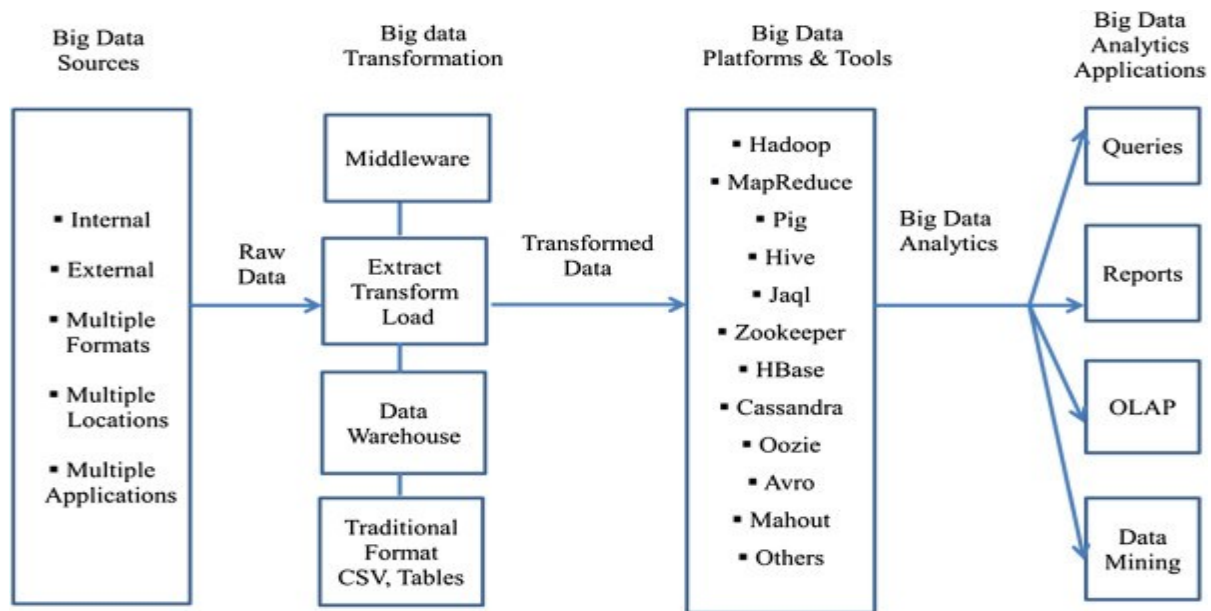 Big Data
Sources
▪ Internal
▪ External
▪ Multiple
Formats
▪ Multiple
Locations
▪ Multiple
Applications
Raw
Data
Big data
Transformation
Middleware
Extract
Transform
Load
Data
Warehouse
Traditional
Format
CSV, Tables
Transformed
Data
Big Data
Platforms & Tools
▪ Hadoop
▪ MapReduce
▪ Pig
▪ Hive
▪ Jaql
▪ Zookeeper
▪ HBase
▪ Cassandra
▪ Oozie
▪ Avro
▪ Mahout
▪ Others
Big Data
Analytics
Big Data
Analytics
Applications
Queries
Reports
OLAP
Data
Mining